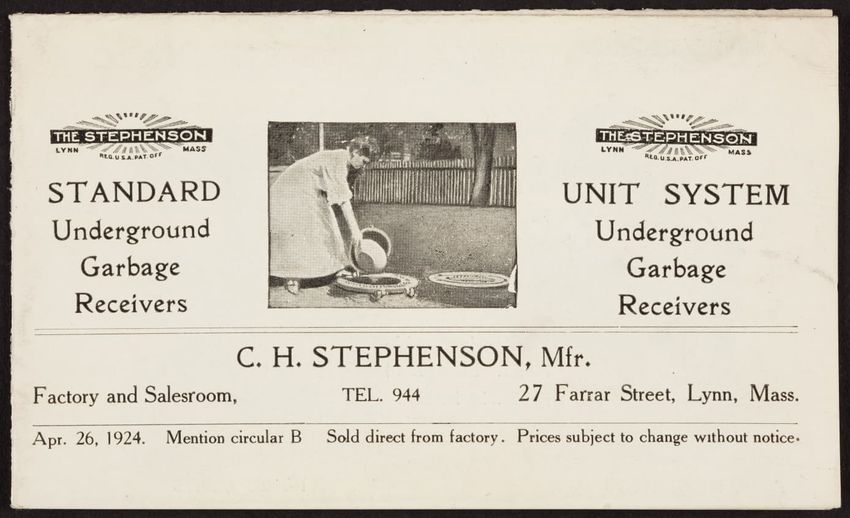 THE STEPHENSON
LYNN MASS
REG. U.S.A. PAT. OFF
STANDARD
Underground
Garbage
Receivers
THE STEPHENSON
LYNN MASS
REG. U.S.A. PAT. OFF
UNIT SYSTEM
Underground
Garbage
Receivers
C. H. STEPHENSON, Mfr.
Factory and Salesroom, TEL. 944 27 Farrar Street, Lynn, Mass.
Apr. 26, 1924. Mention circular B Sold direct from factory. Prices subject to change without notice.